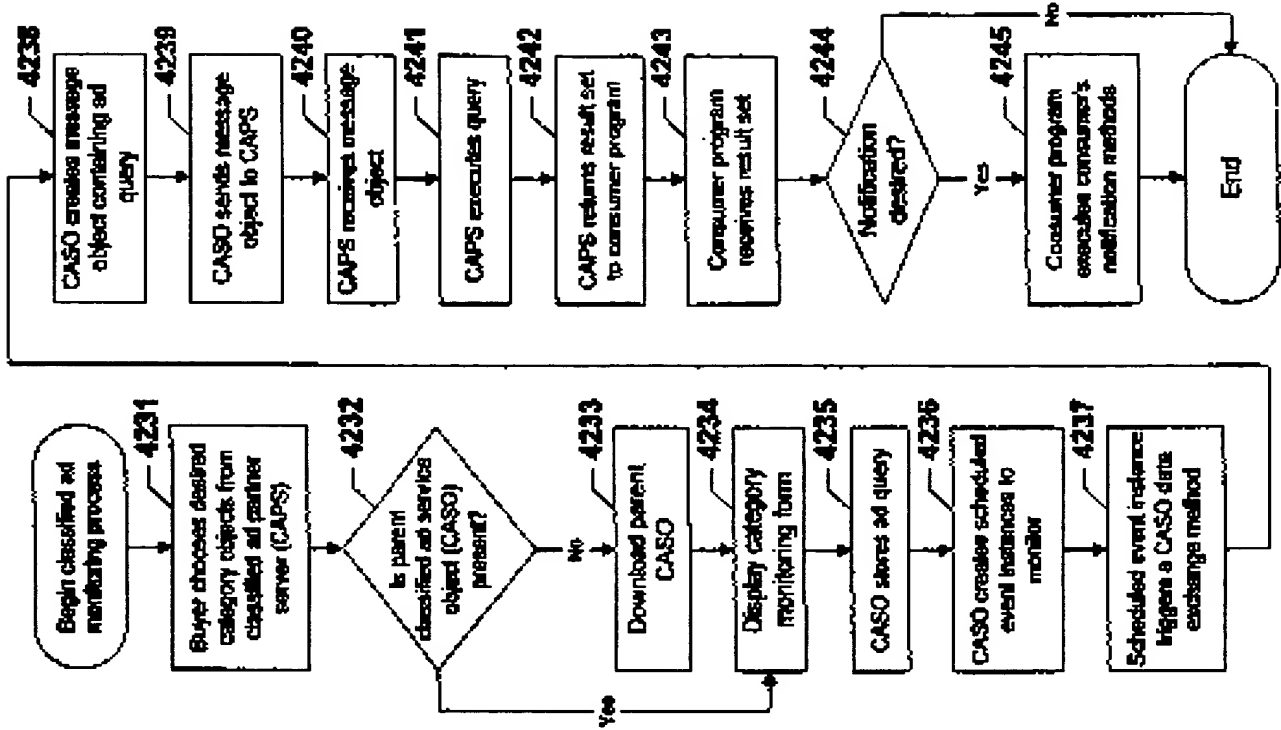 Begin classified ad
monitoring process
4231
Buyer chooses desired
category objects from
classified ad partner
server (CAPS)
4232
Is parent
classified ad service
object (CASO)
present?
No
Yes
4233
Download parent
CASO
4234
Display category
monitoring form
4235
CASO stores ad query
4236
CASO creates scheduled
event instances to
monitor
4237
Scheduled event instance
triggers a CASO data
exchange method
4238
CASO creates message
object containing ad
query
4239
CASO sends message
object to CAPS
4240
CAPS receives message
object
4241
CAPS executes query
4242
CAPS returns result set
to consumer program
4243
Consumer program
receives result set
4244
Notification
desired?
No
Yes
4245
Consumer program
executes consumer's
notification methods
End